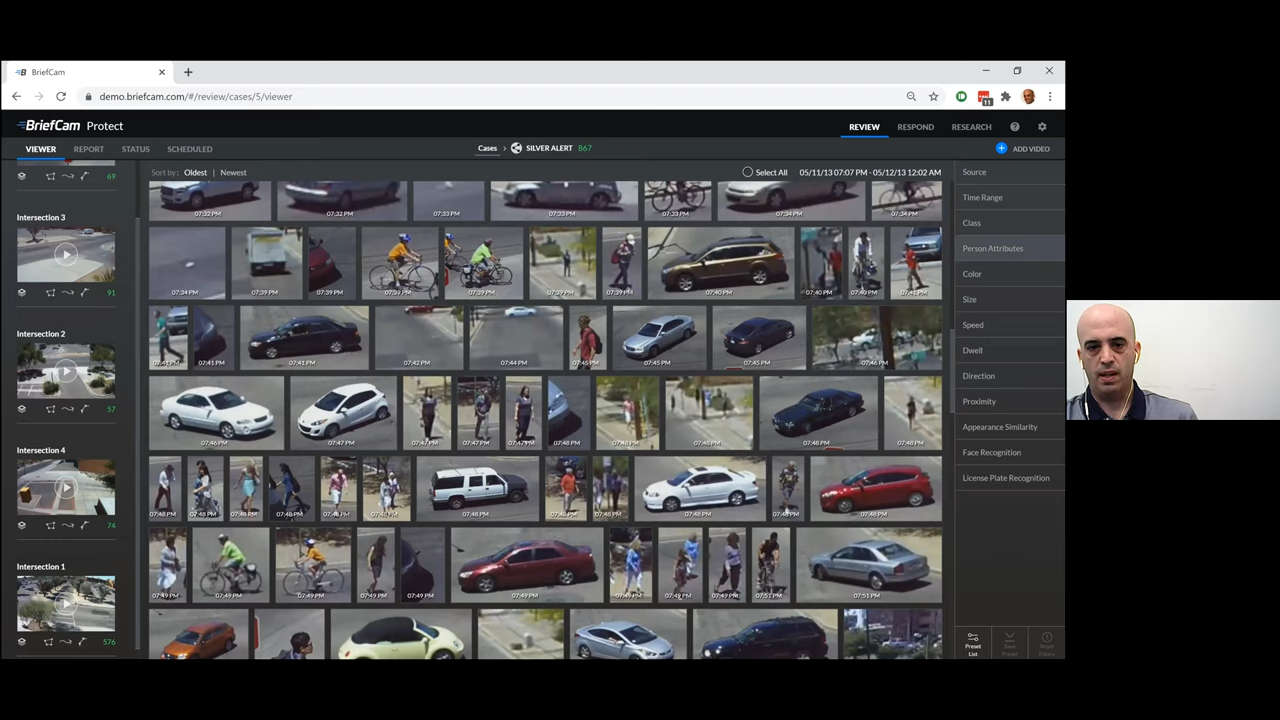 BriefCam
demo.briefcam.com/#/review/cases/5/viewer
11
BriefCam Protect
REVIEW RESPOND RESEARCH
VIEWER REPORT STATUS SCHEDULED
Cases > SILVER ALERT 867
ADD VIDEO
69
Intersection 3
91
Intersection 2
57
Intersection 4
74
Intersection 1
576
Sort by: Oldest | Newest
Select All 05/11/13 07:07 PM - 05/12/13 12:02 AM
07:32 PM 07:32 PM 07:33 PM 07:33 PM 07:33 PM 07:34 PM 07:34 PM
07:34 PM 07:39 PM 07:39 PM 07:39 PM 07:39 PM 07:39 PM 07:40 PM 07:40 PM 07:40 PM
07:41 PM 07:41 PM 07:41 PM 07:42 PM 07:44 PM 07:45 PM 07:45 PM 07:46 PM
07:46 PM 07:47 PM 07:47 PM 07:47 PM 07:47 PM 07:48 PM 07:48 PM 07:48 PM 07:48 PM 07:48 PM
07:48 PM 07:48 PM 07:48 PM 07:48 PM 07:48 PM 07:48 PM 07:48 PM 07:48 PM 07:48 PM 07:48 PM 07:48 PM 07:48 PM
07:49 PM 07:49 PM 07:49 PM 07:49 PM 07:49 PM 07:49 PM 07:49 PM 07:49 PM 07:49 PM 07:51 PM 07:51 PM
Source
Time Range
Class
Person Attributes
Color
Size
Speed
Dwell
Direction
Proximity
Appearance Similarity
Face Recognition
License Plate Recognition
Preset List
Save Preset
Reset Filters